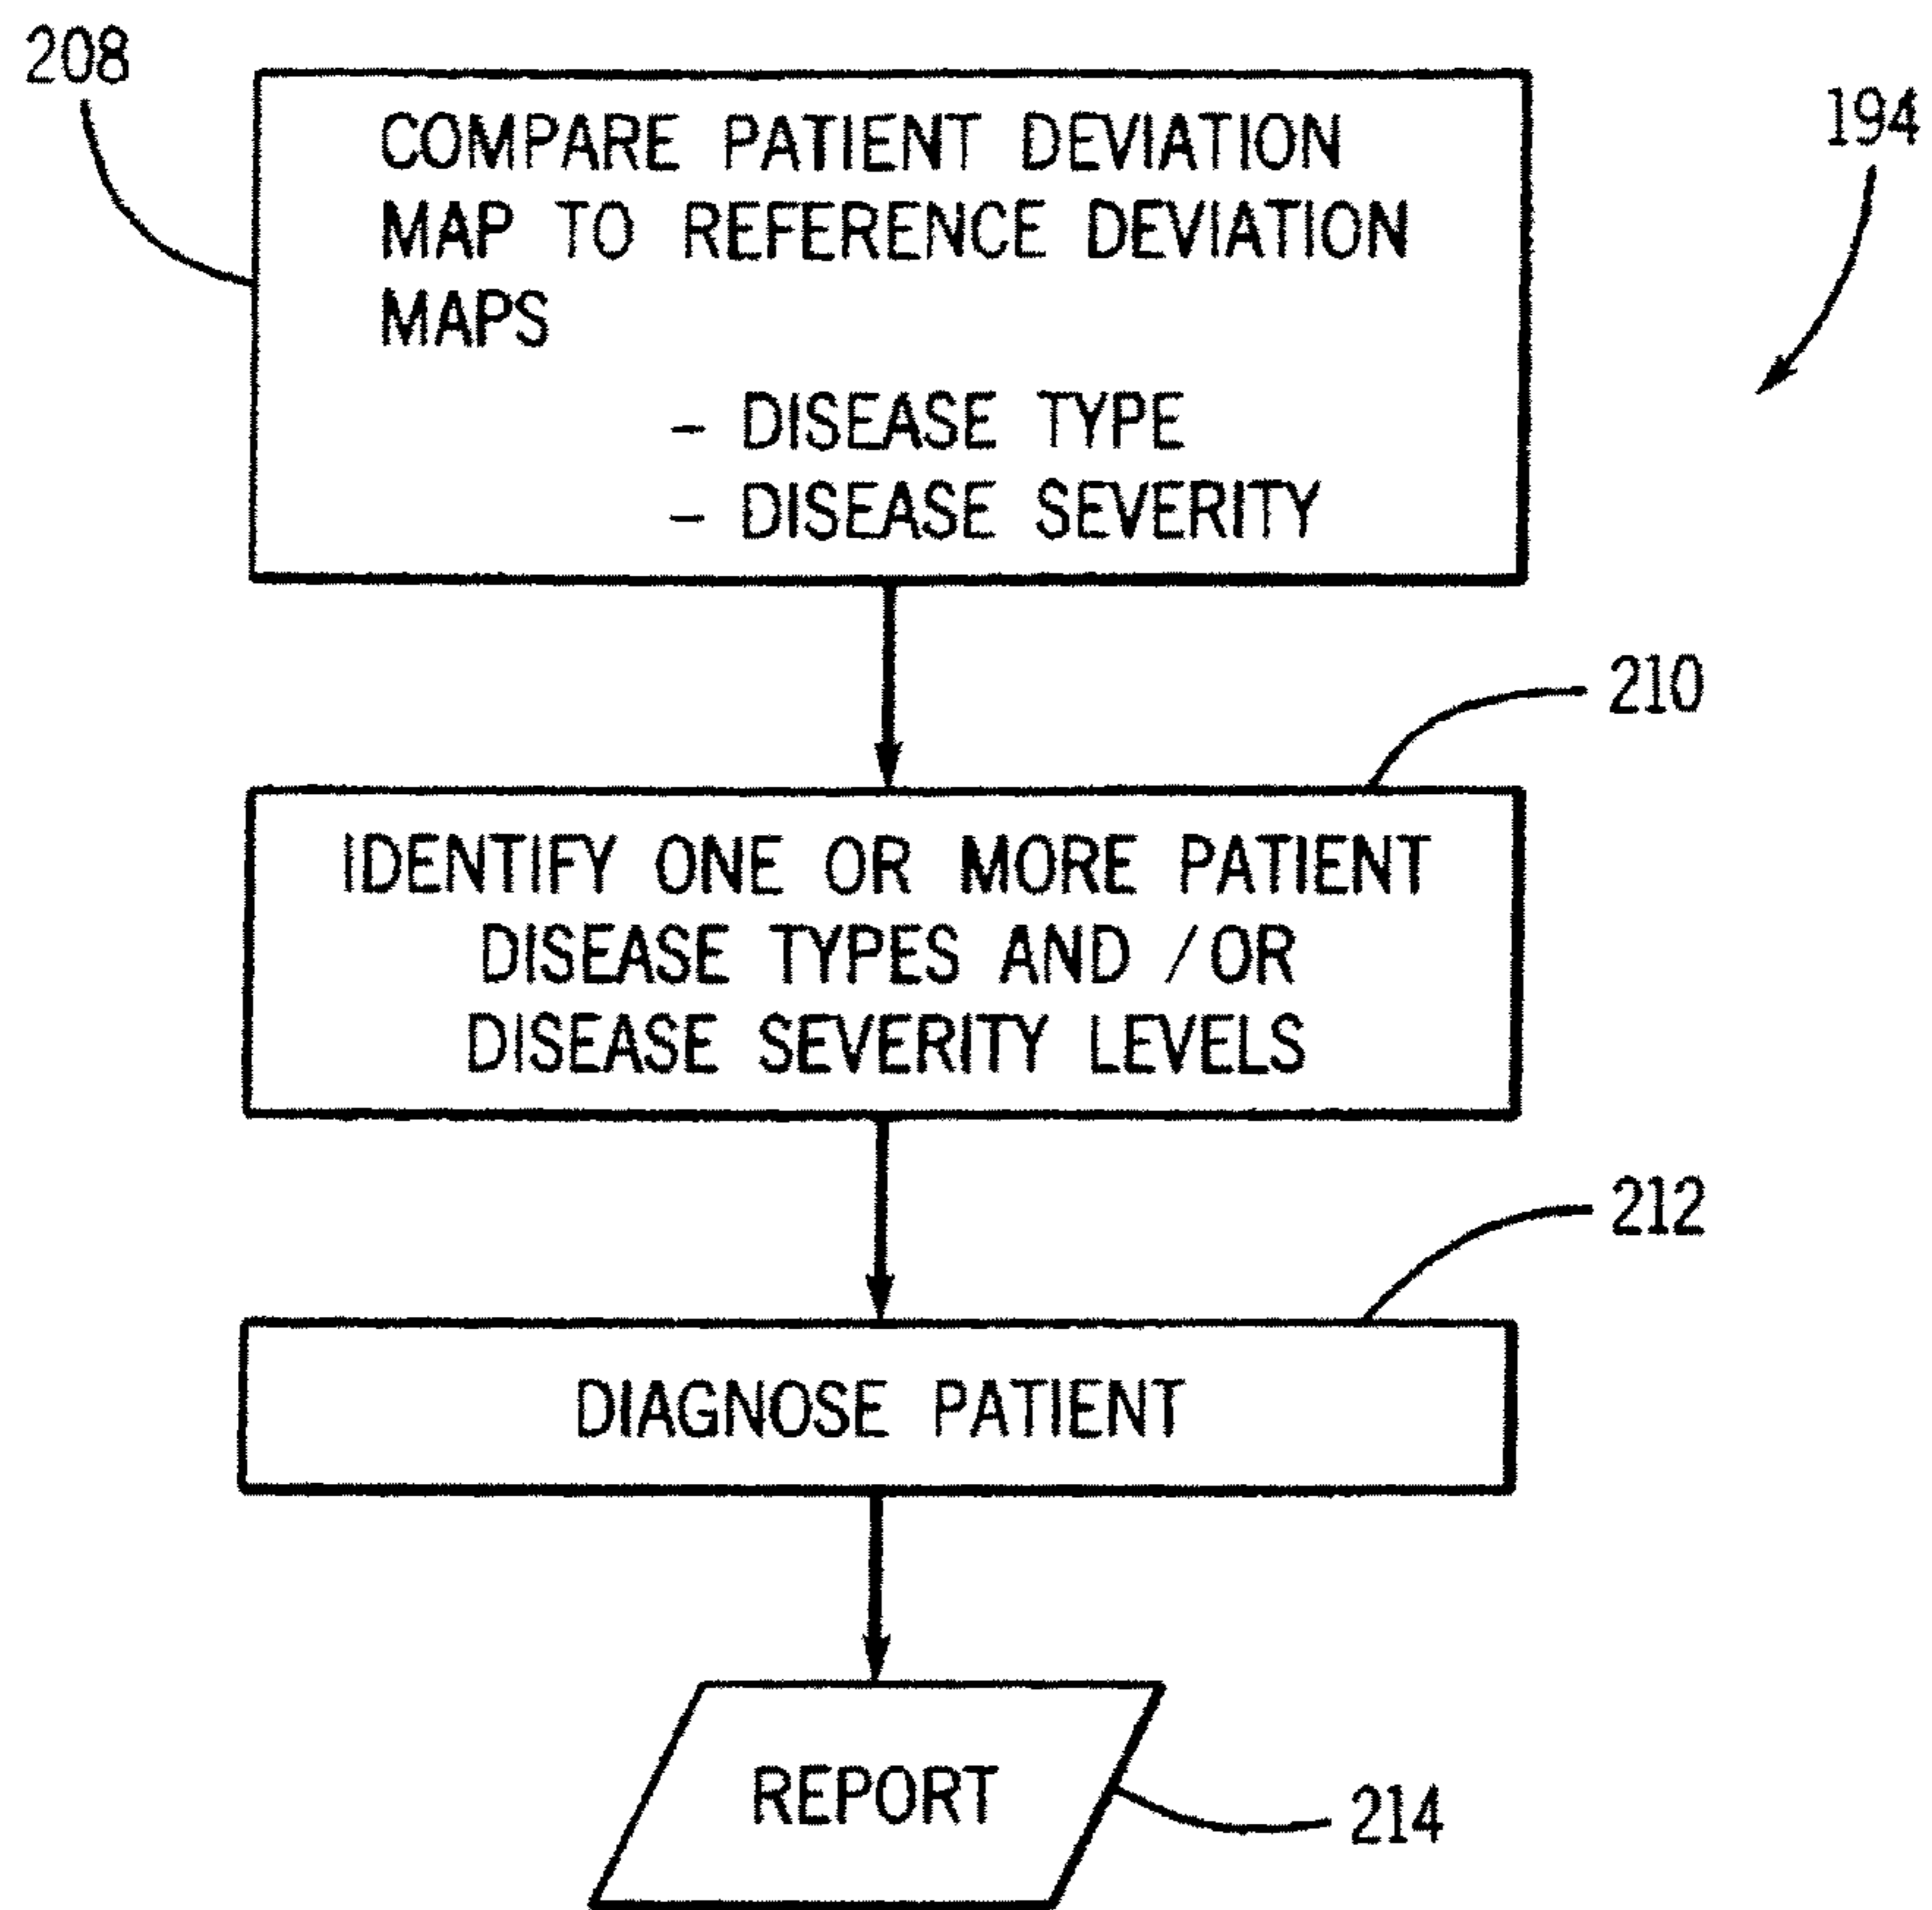 208
194
COMPARE PATIENT DEVIATION
MAP TO REFERENCE DEVIATION
MAPS
- DISEASE TYPE
- DISEASE SEVERITY
210
IDENTIFY ONE OR MORE PATIENT
DISEASE TYPES AND /OR
DISEASE SEVERITY LEVELS
212
DIAGNOSE PATIENT
REPORT
214